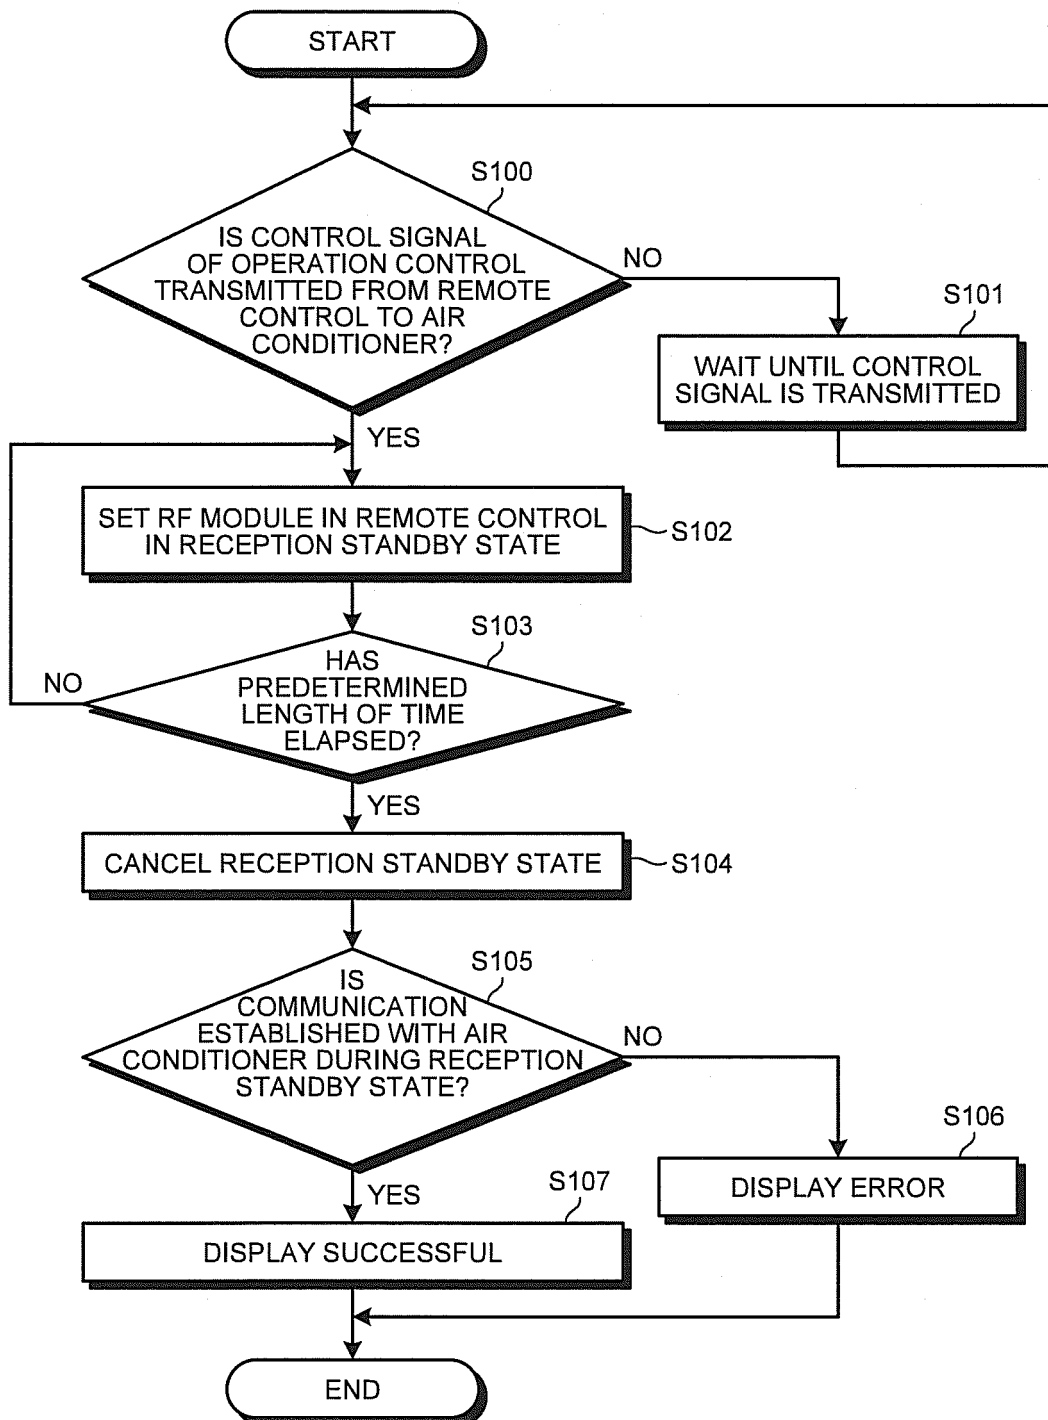 START
S100
IS CONTROL SIGNAL
OF OPERATION CONTROL
TRANSMITTED FROM REMOTE
CONTROL TO AIR
CONDITIONER?
NO
S101
WAIT UNTIL CONTROL
SIGNAL IS TRANSMITTED
YES
SET RF MODULE IN REMOTE CONTROL
IN RECEPTION STANDBY STATE
S102
S103
HAS
PREDETERMINED
LENGTH OF TIME
ELAPSED?
NO
YES
CANCEL RECEPTION STANDBY STATE
S104
S105
IS
COMMUNICATION
ESTABLISHED WITH AIR
CONDITIONER DURING RECEPTION
STANDBY STATE?
NO
S106
DISPLAY ERROR
YES
S107
DISPLAY SUCCESSFUL
END